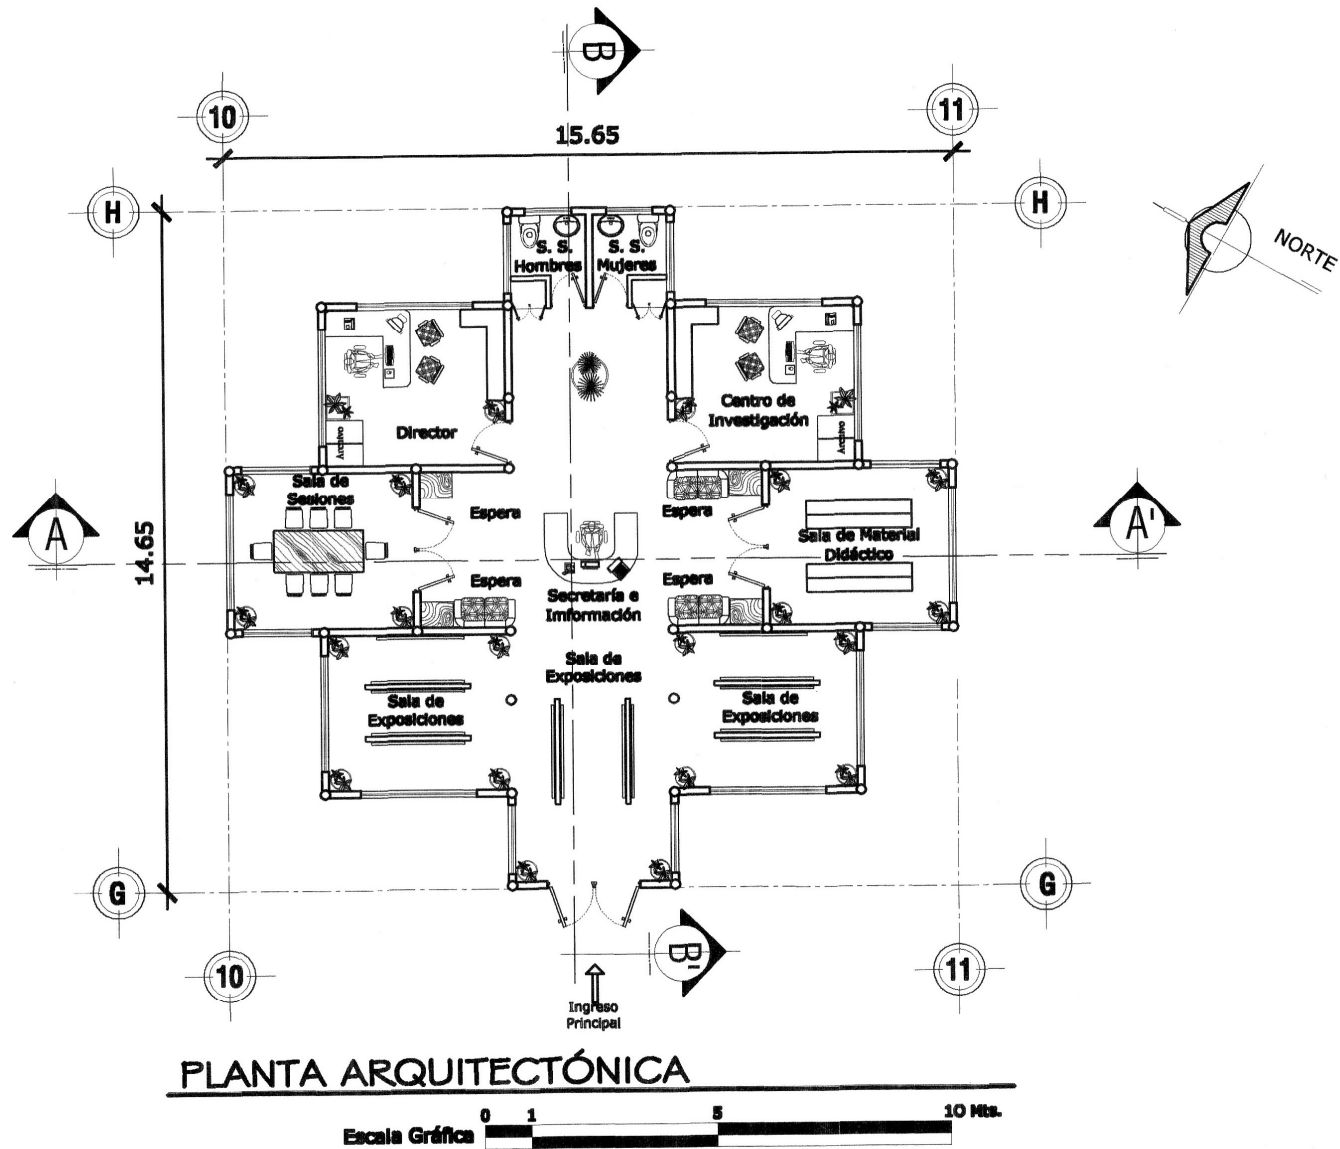 B
10
11
15.65
H
H
NORTE
S. S.
Hombres
S. S.
Mujeres
Centro de
Investigación
Director
Archivo
Archivo
Sala de
Sesiones
Espera
Espera
A
A'
14.65
Sala de Material
Didáctico
Espera
Espera
Secretaría e
Imformación
Sala de
Exposiciones
Sala de
Exposiciones
Sala de
Exposiciones
G
G
B'
10
11
Ingreso
Principal
PLANTA ARQUITECTÓNICA
0 1 5 10 Mts.
Escala Gráfica